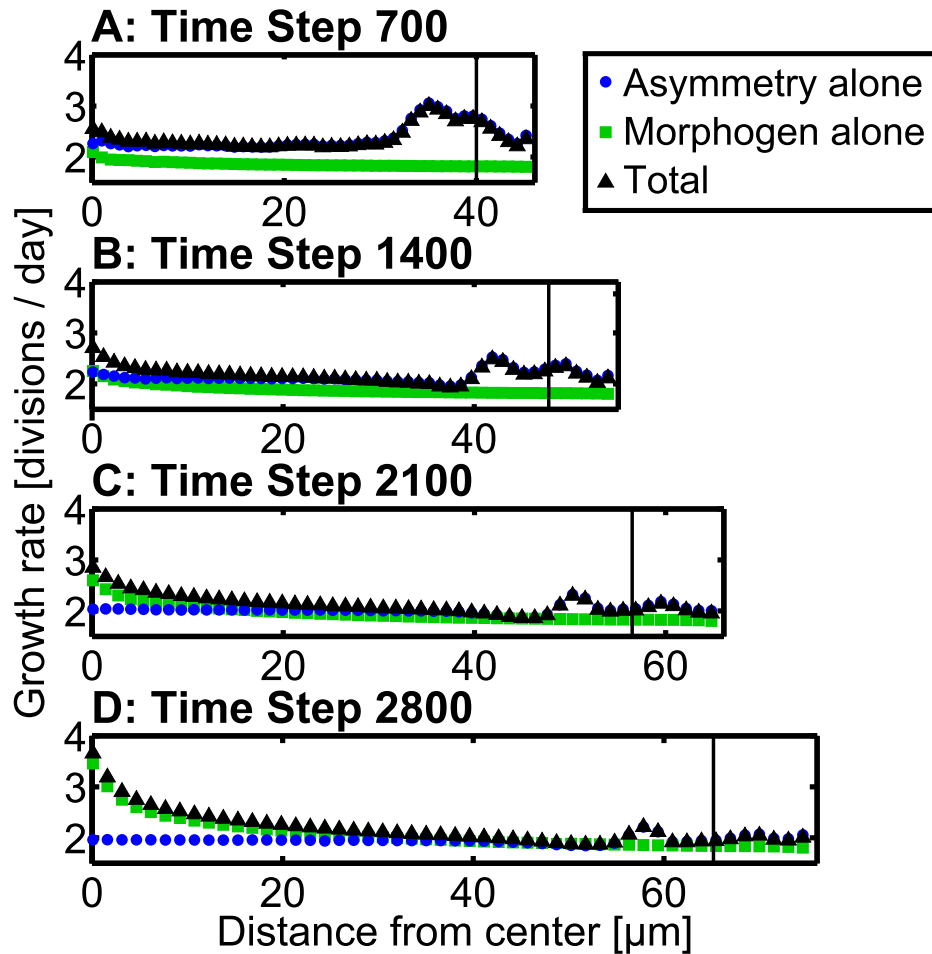 A: Time Step 700
4
3
2
0
20
40
Asymmetry alone
Morphogen alone
Total
B: Time Step 1400
4
3
2
0
20
40
C: Time Step 2100
4
3
2
0
20
40
60
D: Time Step 2800
4
3
2
0
20
40
60
Growth rate [divisions / day]
Distance from center [μm]